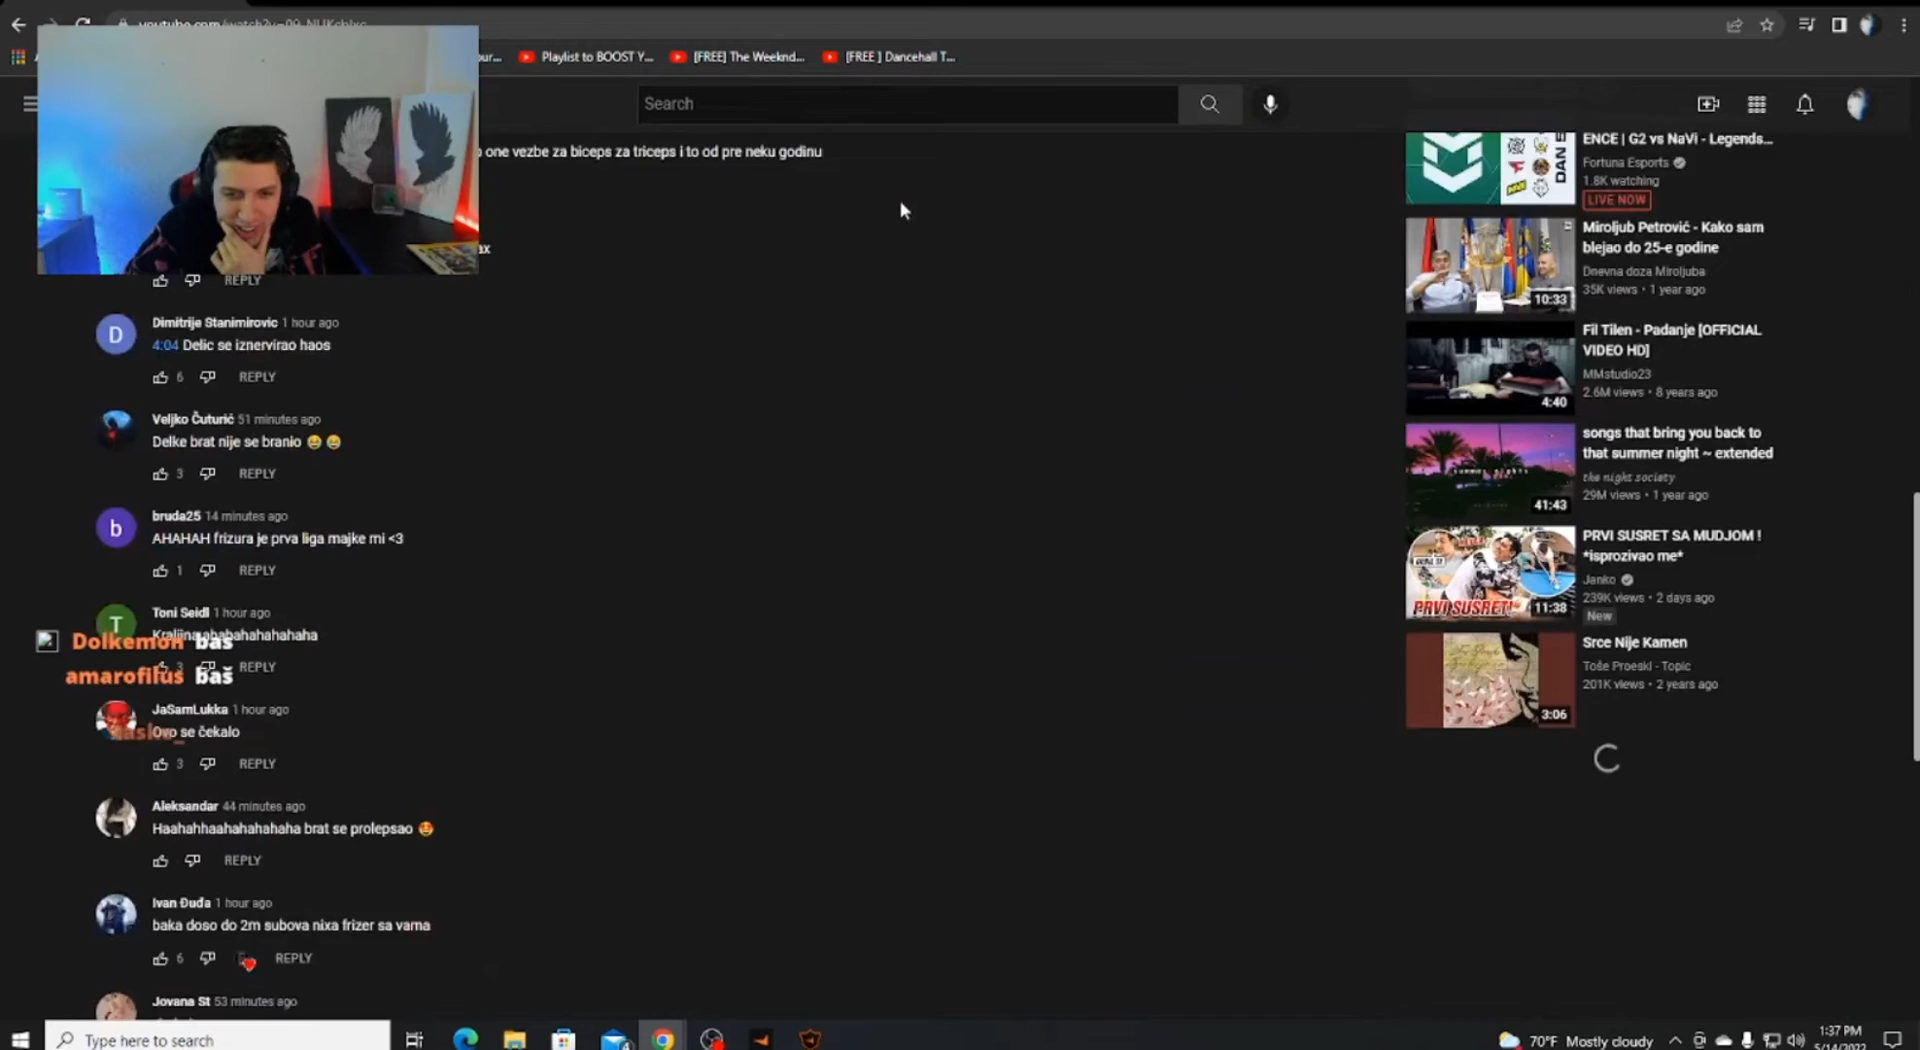 our...
Playlist to BOOST Y...
[FREE] The Weeknd...
[FREE ] Dancehall T...
Search
one vezbe za biceps za triceps i to od pre neku godinu
ax
REPLY
D
Dimitrije Stanimirovic 1 hour ago
4:04 Delic se iznervirao haos
6 REPLY
Veljko Čuturić 51 minutes ago
Delke brat nije se branio 😂 😂
3 REPLY
b
bruda25 14 minutes ago
AHAHAH frizura je prva liga majke mi <3
1 REPLY
T
Toni Seidl 1 hour ago
Dolkemon bas
3 REPLY
amarofilus baš
JaSamLukka 1 hour ago
Ovo se čekalo
3 REPLY
Aleksandar 44 minutes ago
Haahahhaahahahahaha brat se prolepsao 🤩
REPLY
Ivan Đuđa 1 hour ago
baka doso do 2m subova nixa frizer sa vama
6 REPLY
Jovana St 53 minutes ago
ENCE | G2 vs NaVi - Legends...
Fortuna Esports
1.8K watching
LIVE NOW
Miroljub Petrović - Kako sam
blejao do 25-e godine
Dnevna doza Miroljuba
35K views • 1 year ago
10:33
Fil Tilen - Padanje [OFFICIAL
VIDEO HD]
MMstudio23
2.6M views • 8 years ago
4:40
songs that bring you back to
that summer night ~ extended
the night society
29M views • 1 year ago
summer nights
41:43
PRVI SUSRET SA MUDJOM !
*isprozivao me*
Janko
239K views • 2 days ago
New
PRVI SUSRET!
11:38
Srce Nije Kamen
Toše Proeski - Topic
201K views • 2 years ago
3:06
Type here to search
70°F Mostly cloudy
1:37 PM
5/14/2022